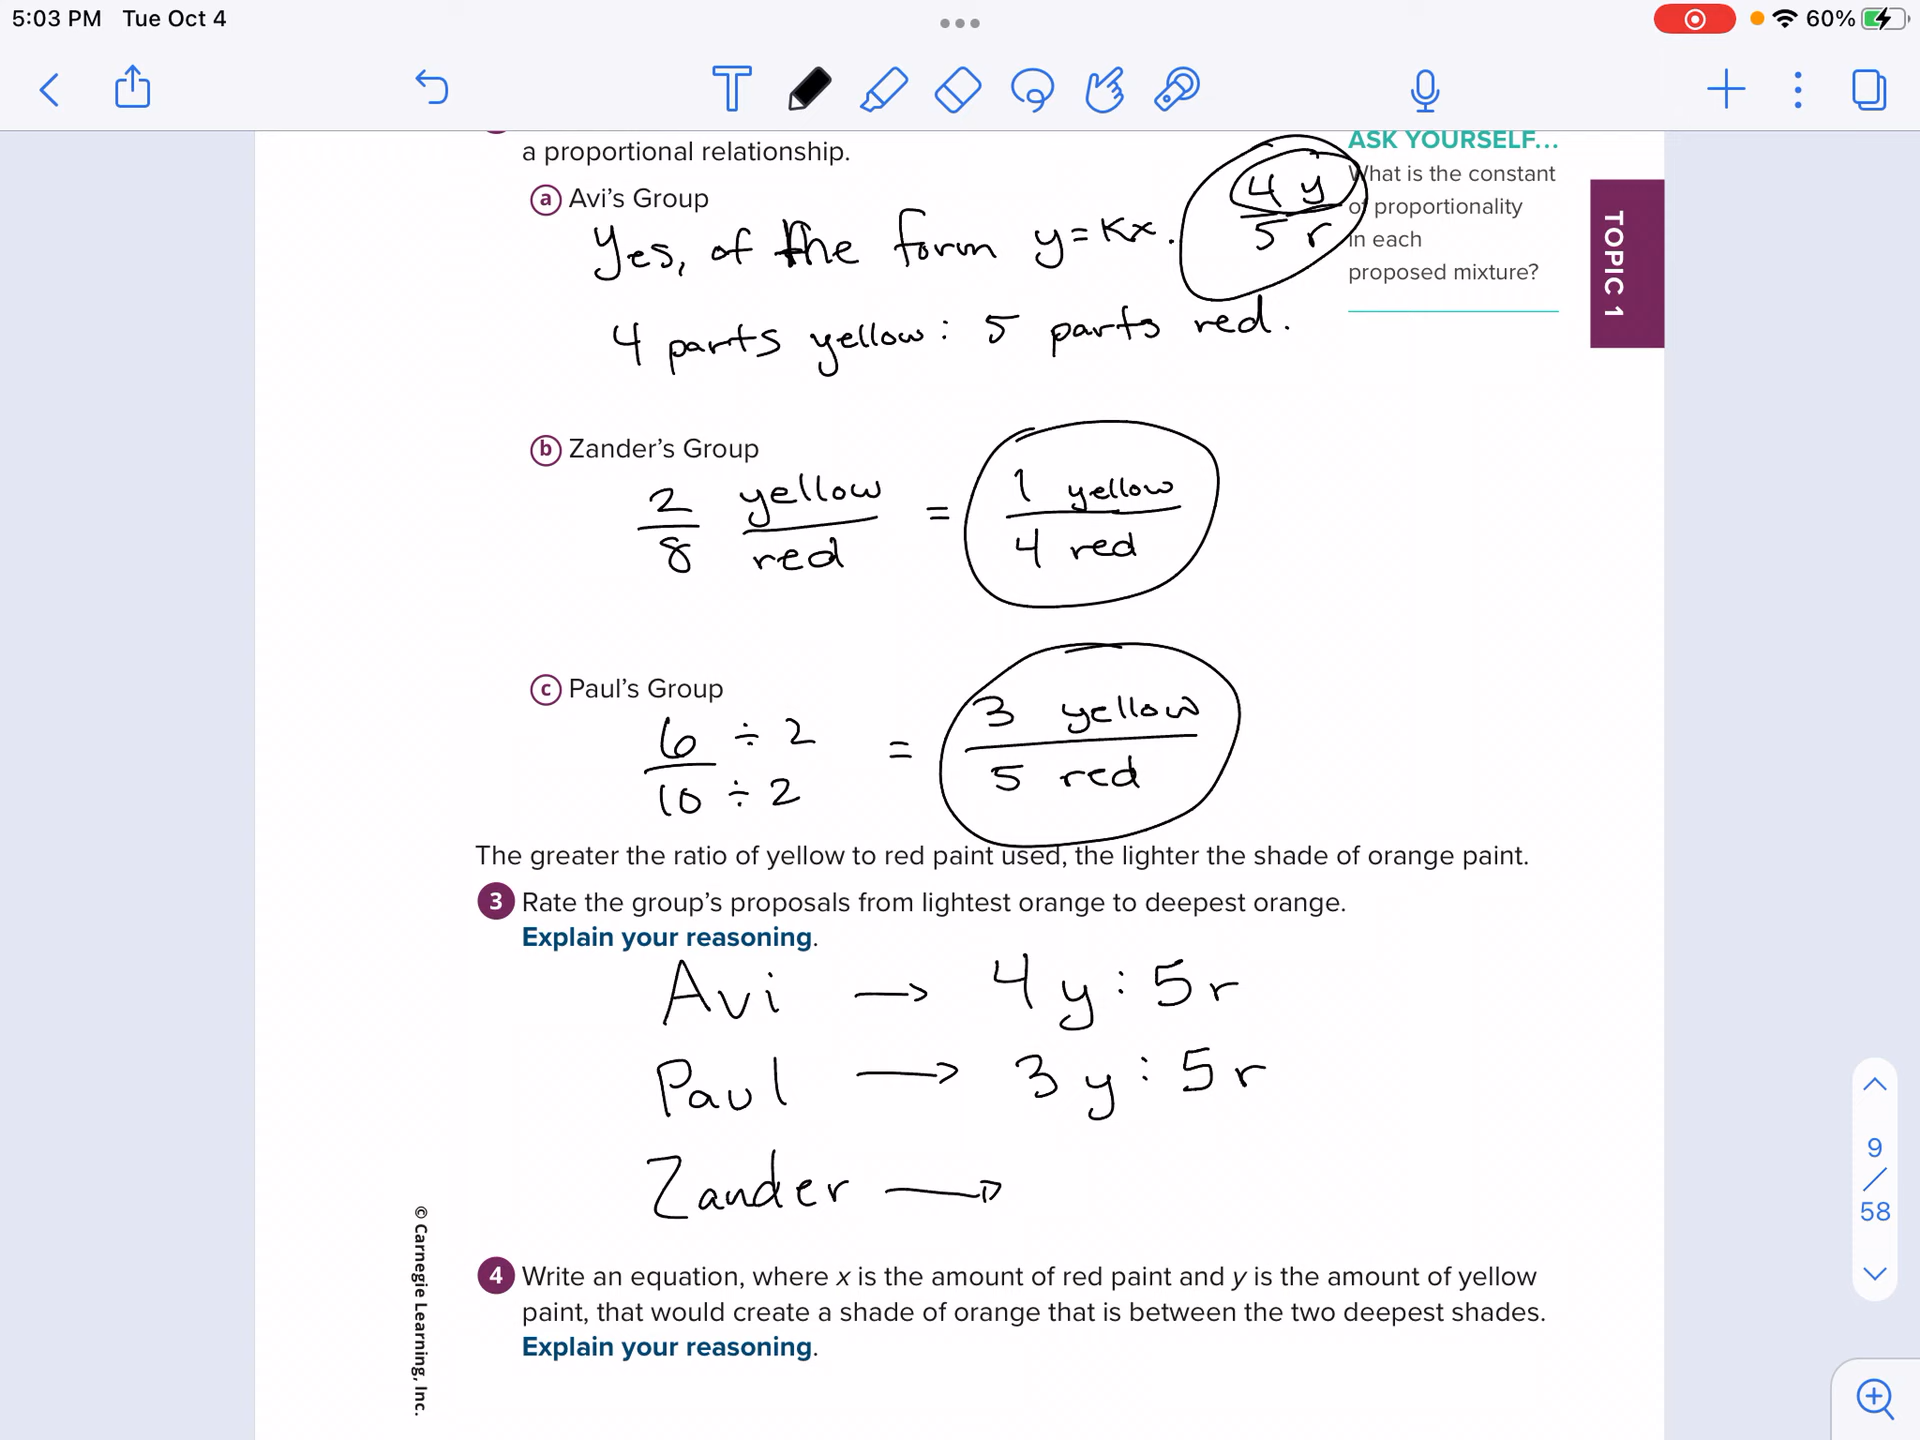 5:03 PM Tue Oct 4
60%
a proportional relationship.
ASK YOURSELF...
What is the constant
of proportionality
in each
proposed mixture?
TOPIC 1
a Avi's Group
Yes, of the form y=kx.
4 y
5 r
4 parts yellow: 5 parts red.
b Zander's Group
2 yellow = 1 yellow
8 red 4 red
c Paul's Group
6 ÷ 2 = 3 yellow
10 ÷ 2 5 red
The greater the ratio of yellow to red paint used, the lighter the shade of orange paint.
3 Rate the group's proposals from lightest orange to deepest orange.
Explain your reasoning.
Avi → 4 y : 5 r
Paul → 3 y : 5 r
Zander →
4 Write an equation, where x is the amount of red paint and y is the amount of yellow
paint, that would create a shade of orange that is between the two deepest shades.
Explain your reasoning.
© Carnegie Learning, Inc.
9
/
58